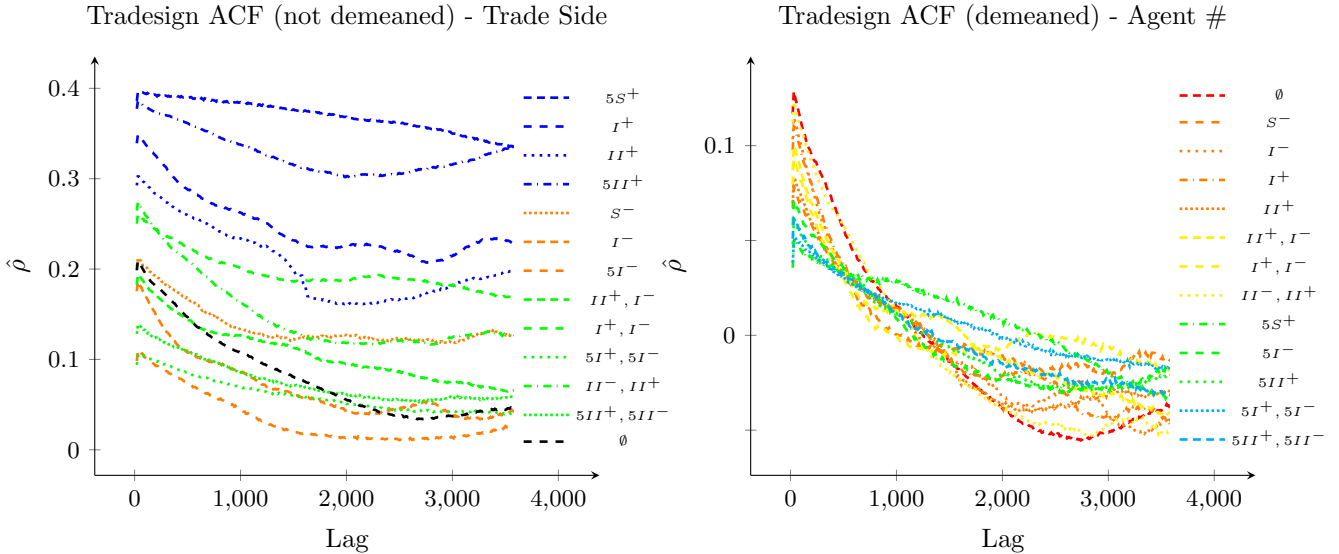 Tradesign ACF (not demeaned) - Trade Side
0.4
0.3
0.2
0.1
0
ρ̂
0
1,000
2,000
3,000
4,000
Lag
5S⁺
I⁺
II⁺
5II⁺
S⁻
I⁻
5I⁻
II⁺, I⁻
I⁺, I⁻
5I⁺, 5I⁻
II⁻, II⁺
5II⁺, 5II⁻
∅
Tradesign ACF (demeaned) - Agent #
0.1
0
ρ̂
0
1,000
2,000
3,000
4,000
Lag
∅
S⁻
I⁻
I⁺
II⁺
II⁺, I⁻
I⁺, I⁻
II⁻, II⁺
5S⁺
5I⁻
5II⁺
5I⁺, 5I⁻
5II⁺, 5II⁻